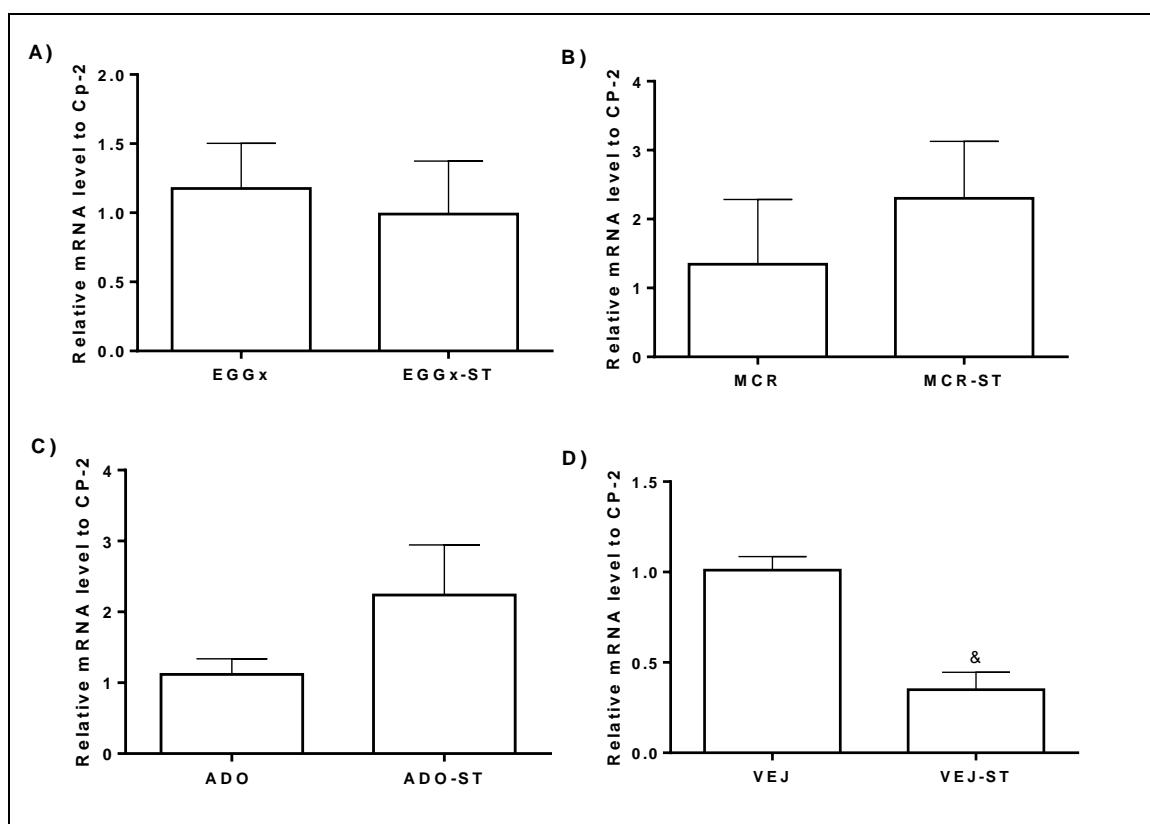 A)
Relative mRNA level to Cp-2
2.0
1.5
1.0
0.5
0.0
EGGx
EGGx-ST
B)
Relative mRNA level to CP-2
4
3
2
1
0
MCR
MCR-ST
C)
Relative mRNA level to CP-2
4
3
2
1
0
ADO
ADO-ST
D)
Relative mRNA level to CP-2
1.5
1.0
0.5
0.0
&
VEJ
VEJ-ST